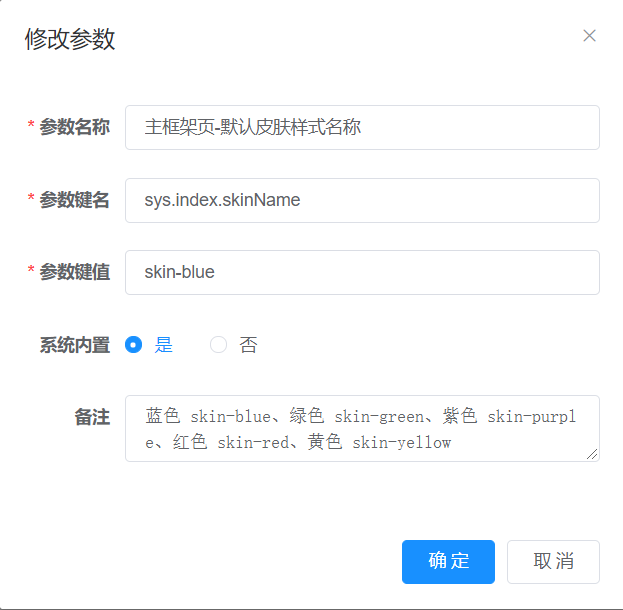 修改参数
* 参数名称 主框架页-默认皮肤样式名称
* 参数键名 sys.index.skinName
* 参数键值 skin-blue
系统内置 是 否
备注 蓝色 skin-blue、绿色 skin-green、紫色 skin-purpl
e、红色 skin-red、黄色 skin-yellow
确定 取消